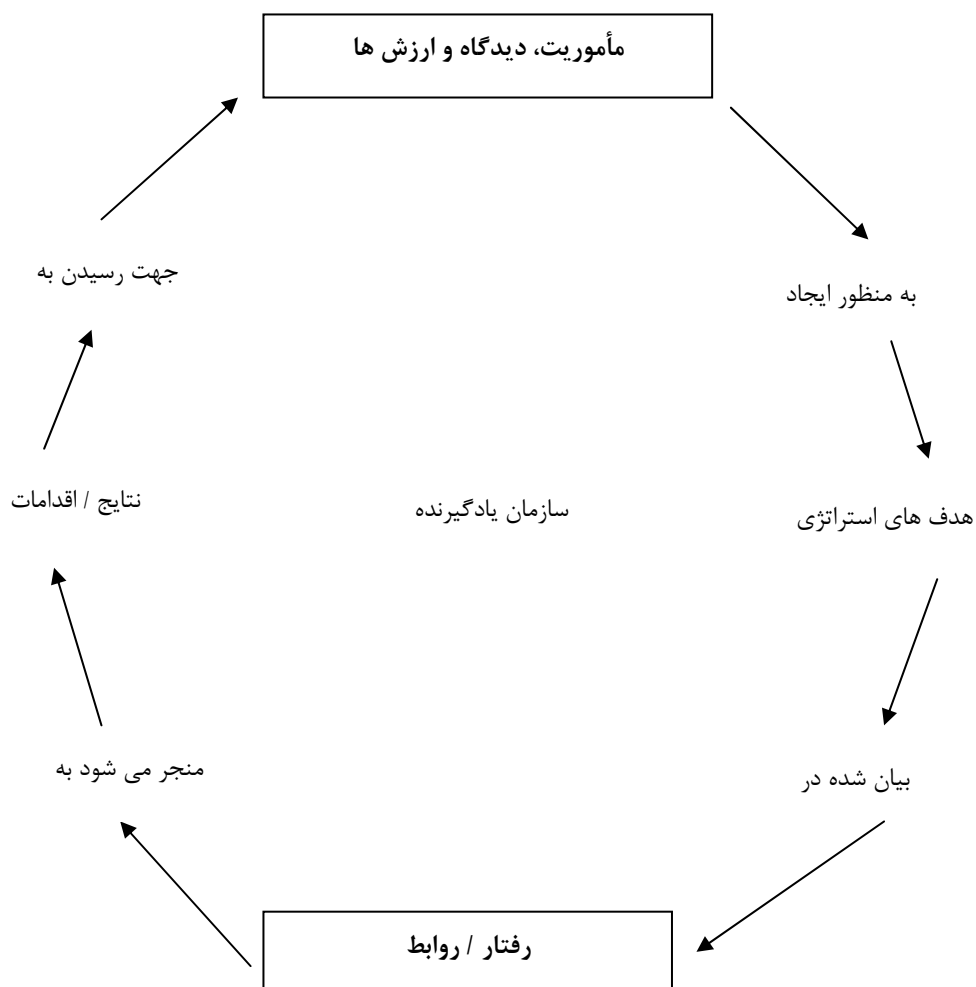 مأموریت، دیدگاه و ارزش ها
جهت رسیدن به
به منظور ایجاد
نتایج / اقدامات
سازمان یادگیرنده
هدف های استراتژی
منجر می شود به
بیان شده در
رفتار / روابط